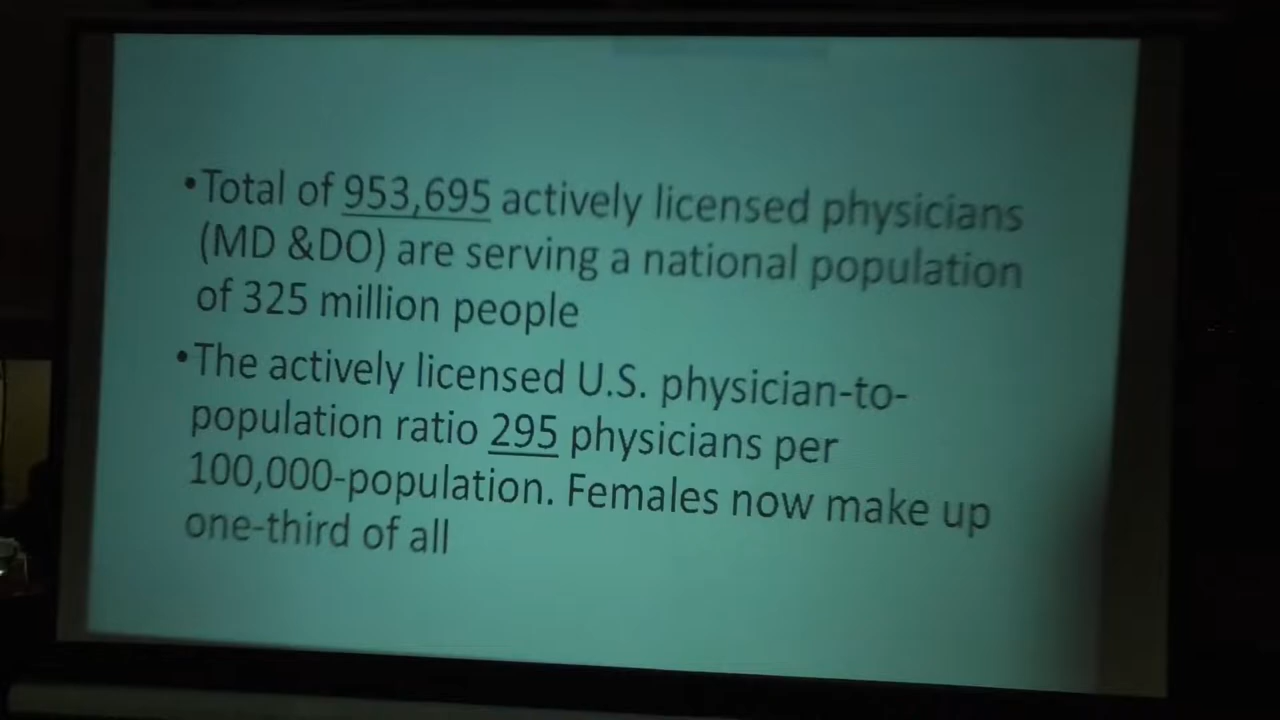 •Total of 953,695 actively licensed physicians
(MD &DO) are serving a national population
of 325 million people
•The actively licensed U.S. physician-to-
population ratio 295 physicians per
100,000-population. Females now make up
one-third of all